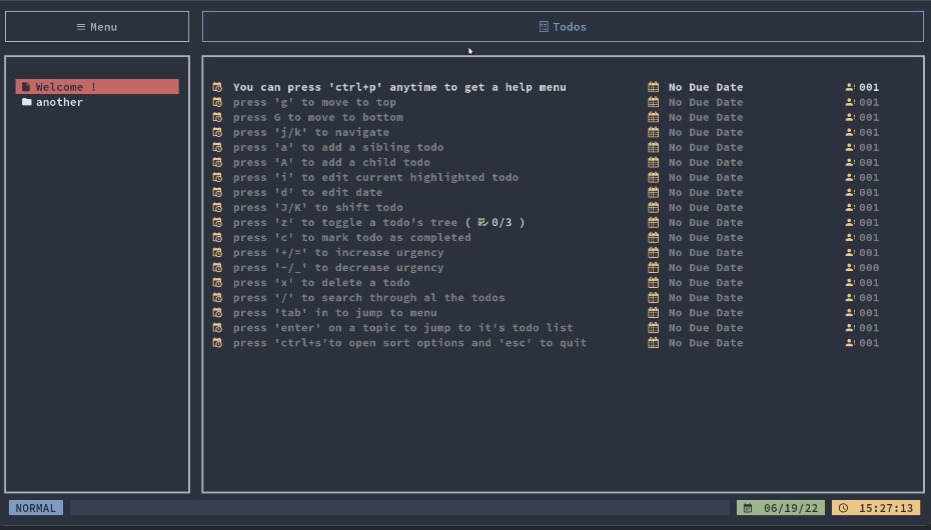 Menu
Todos
Welcome !
another
You can press 'ctrl+p' anytime to get a help menu No Due Date 001
press 'g' to move to top No Due Date 001
press G to move to bottom No Due Date 001
press 'j/k' to navigate No Due Date 001
press 'a' to add a sibling todo No Due Date 001
press 'A' to add a child todo No Due Date 001
press 'i' to edit current highlighted todo No Due Date 001
press 'd' to edit date No Due Date 001
press 'J/K' to shift todo No Due Date 001
press 'z' to toggle a todo's tree ( 0/3 ) No Due Date 001
press 'c' to mark todo as completed No Due Date 001
press '+/=' to increase urgency No Due Date 001
press '-/_' to decrease urgency No Due Date 000
press 'x' to delete a todo No Due Date 001
press '/' to search through al the todos No Due Date 001
press 'tab' in to jump to menu No Due Date 001
press 'enter' on a topic to jump to it's todo list No Due Date 001
press 'ctrl+s'to open sort options and 'esc' to quit No Due Date 001
NORMAL 06/19/22 15:27:13